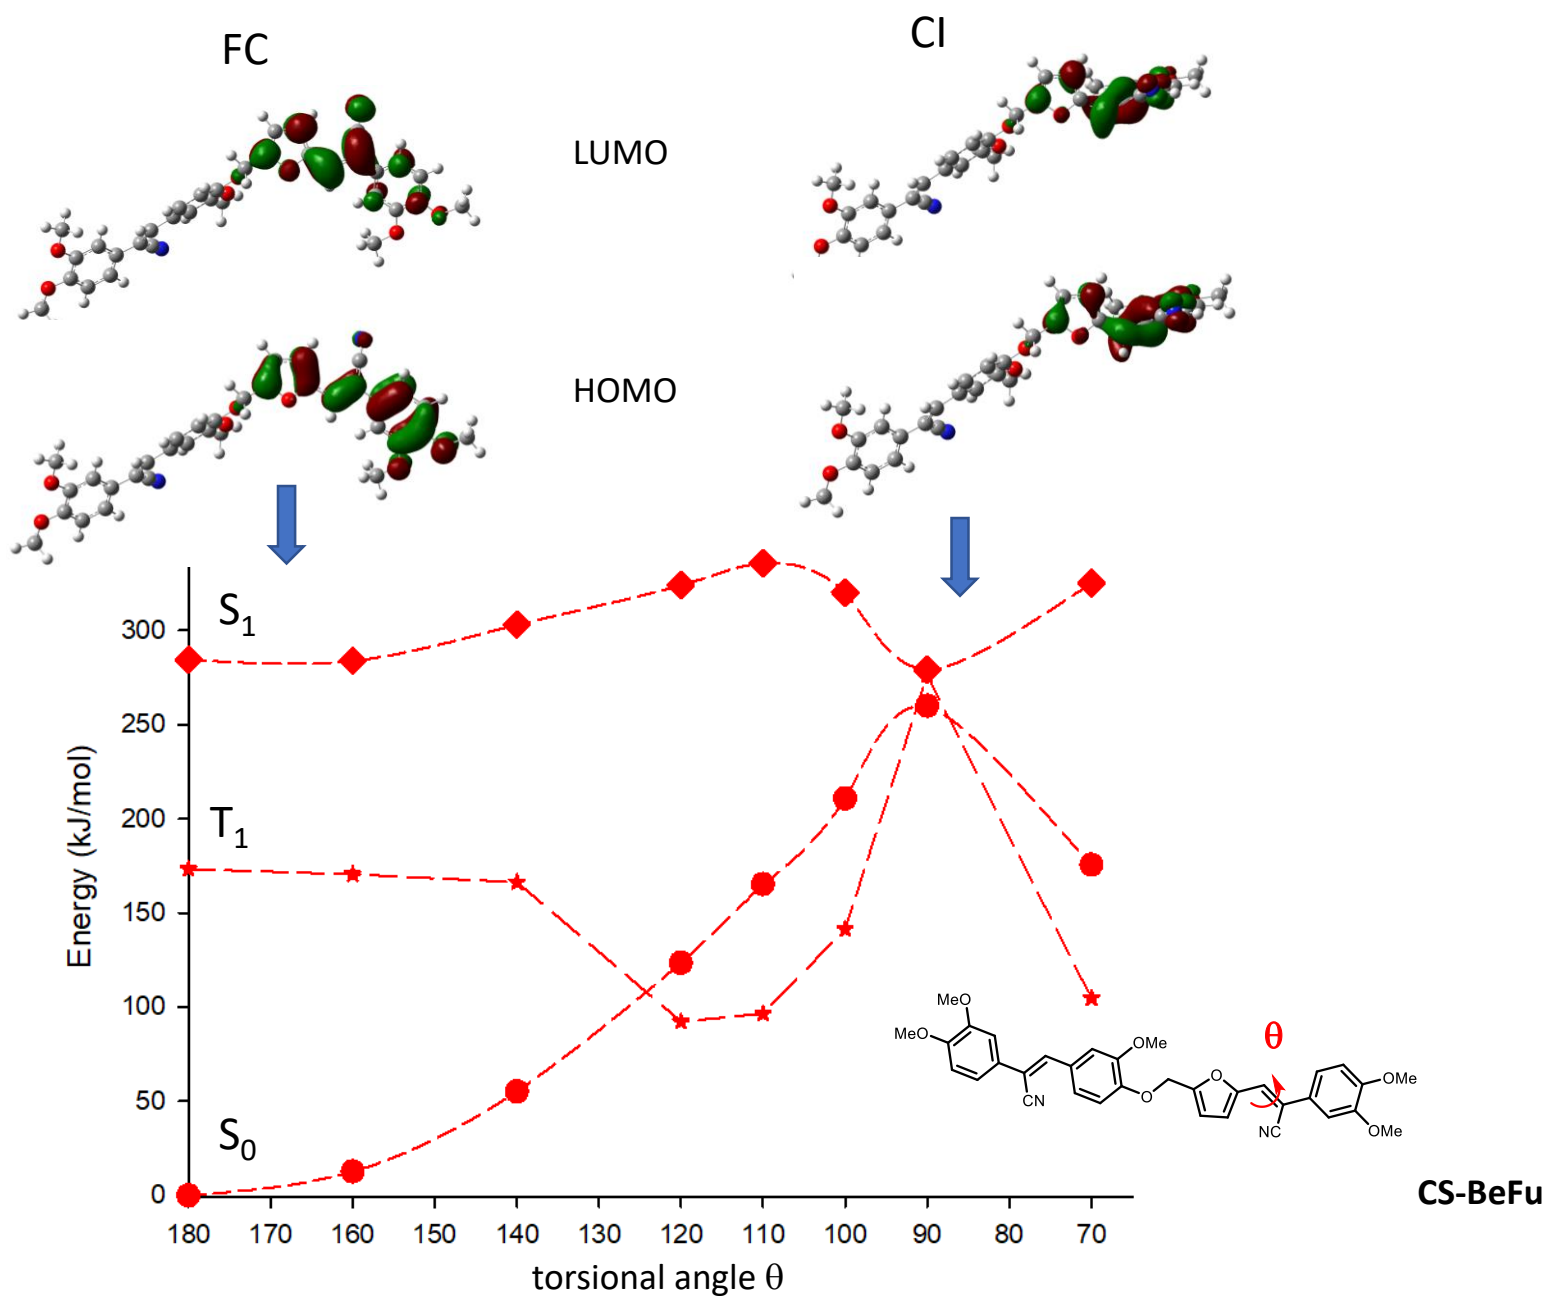 FC
CI
LUMO
HOMO
S1
T1
S0
Energy (kJ/mol)
300
250
200
150
100
50
0
180 170 160 150 140 130 120 110 100 90 80 70
torsional angle θ
MeO
MeO
CN
OMe
O
O
θ
NC
OMe
OMe
CS-BeFu